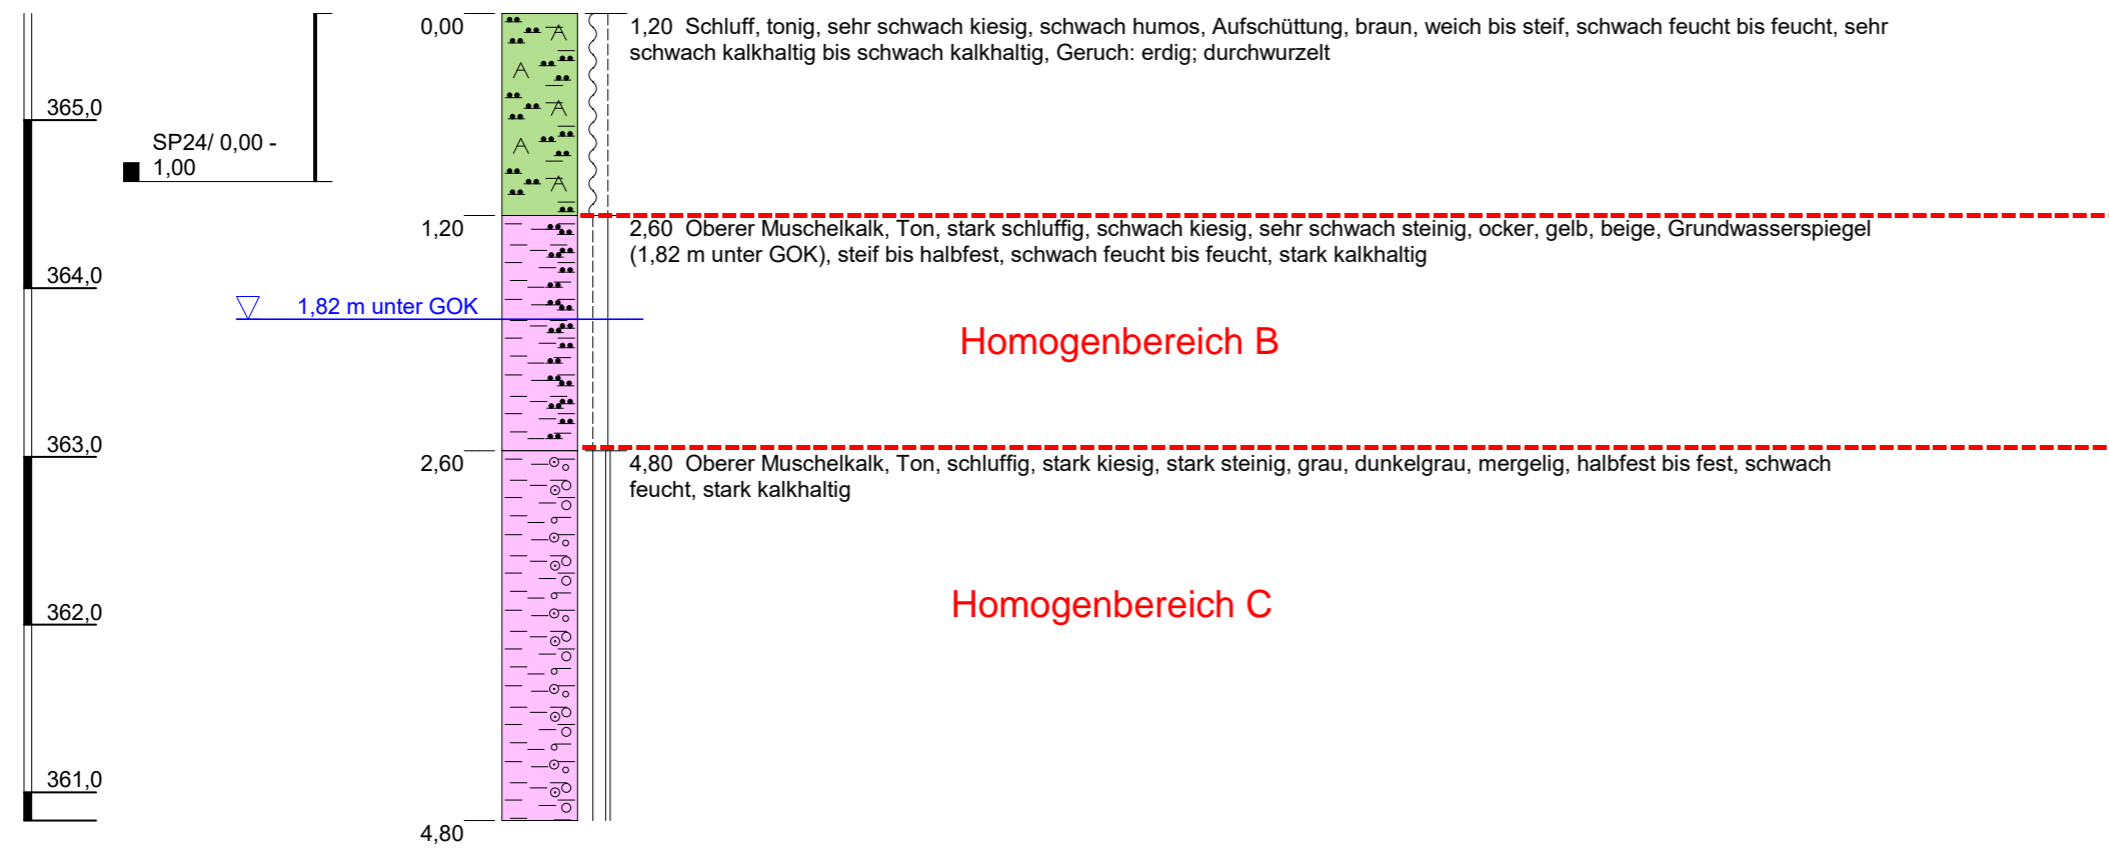 0,00
1,20 Schluff, tonig, sehr schwach kiesig, schwach humos, Aufschüttung, braun, weich bis steif, schwach feucht bis feucht, sehr
schwach kalkhaltig bis schwach kalkhaltig, Geruch: erdig; durchwurzelt
365,0
SP24/ 0,00 -
1,00
1,20
2,60 Oberer Muschelkalk, Ton, stark schluffig, schwach kiesig, sehr schwach steinig, ocker, gelb, beige, Grundwasserspiegel
(1,82 m unter GOK), steif bis halbfest, schwach feucht bis feucht, stark kalkhaltig
364,0
1,82 m unter GOK
Homogenbereich B
363,0
2,60
4,80 Oberer Muschelkalk, Ton, schluffig, stark kiesig, stark steinig, grau, dunkelgrau, mergelig, halbfest bis fest, schwach
feucht, stark kalkhaltig
Homogenbereich C
362,0
361,0
4,80